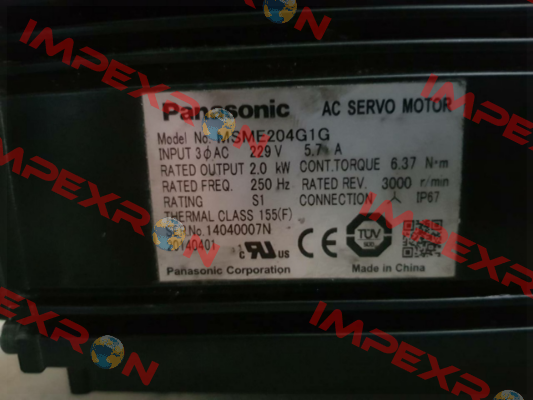 Panasonic AC SERVO MOTOR
Model No. MSME204G1G
INPUT 3ϕAC 229 V 5.7 A
RATED OUTPUT 2.0 kW CONT.TORQUE 6.37 N·m
RATED FREQ. 250 Hz RATED REV. 3000 r/min
RATING S1 CONNECTION IP67
THERMAL CLASS 155(F)
SER.No. 14040007N
20140401
c US CE TÜV
Panasonic Corporation Made in China
IMPEXRON
IMPEXRON
IMPEXRON
IMPEXRON